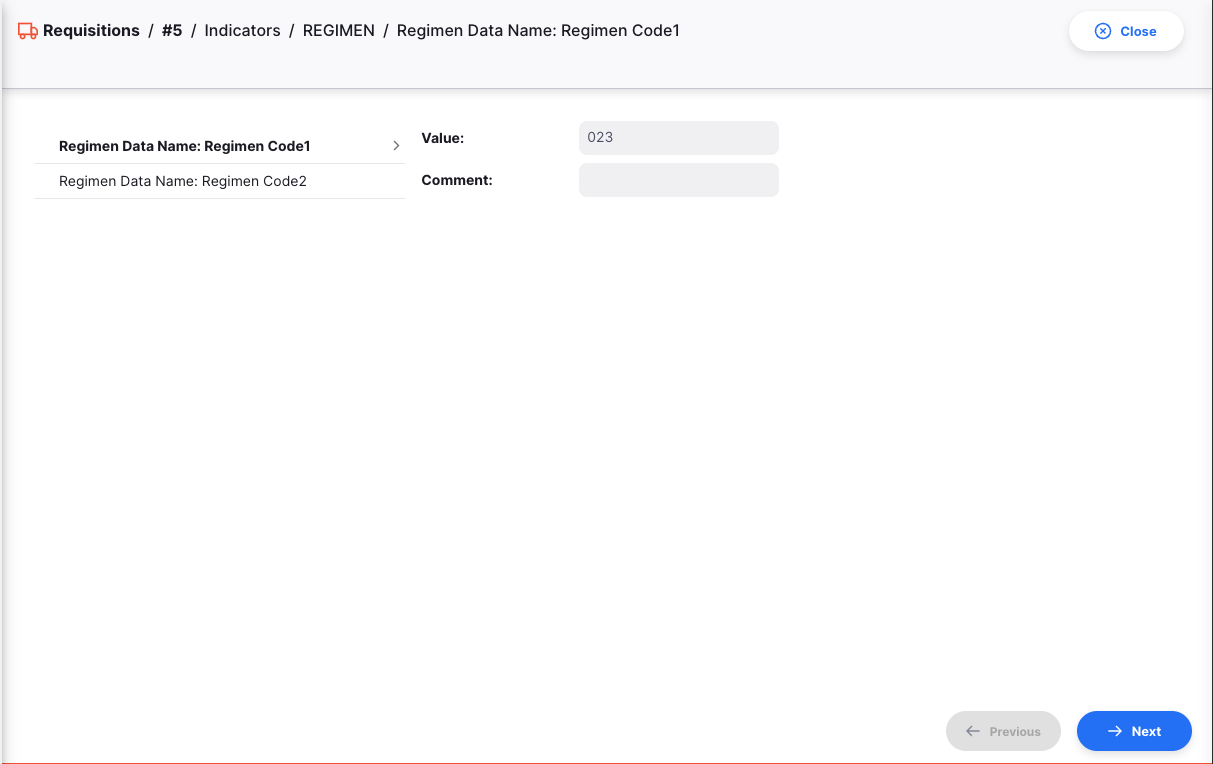 Requisitions / #5 / Indicators / REGIMEN / Regimen Data Name: Regimen Code1
Close
Regimen Data Name: Regimen Code1
Value: 023
Regimen Data Name: Regimen Code2
Comment:
Previous
Next